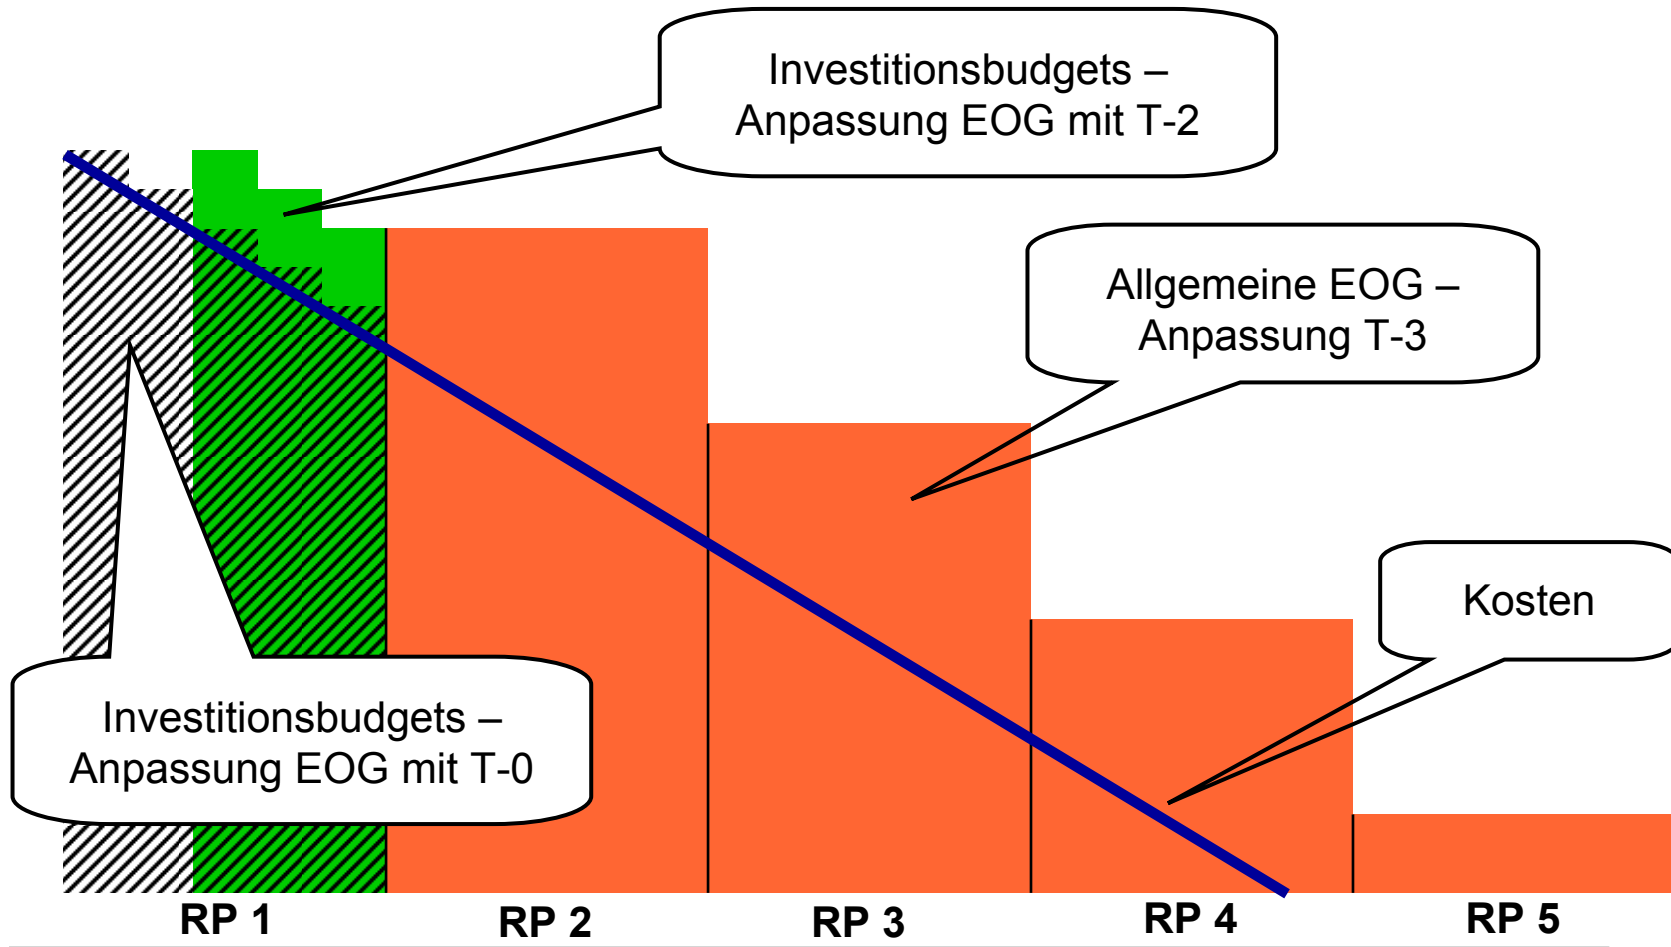 Investitionsbudgets –
Anpassung EOG mit T-2
Allgemeine EOG –
Anpassung T-3
Kosten
Investitionsbudgets –
Anpassung EOG mit T-0
RP 1
RP 2
RP 3
RP 4
RP 5